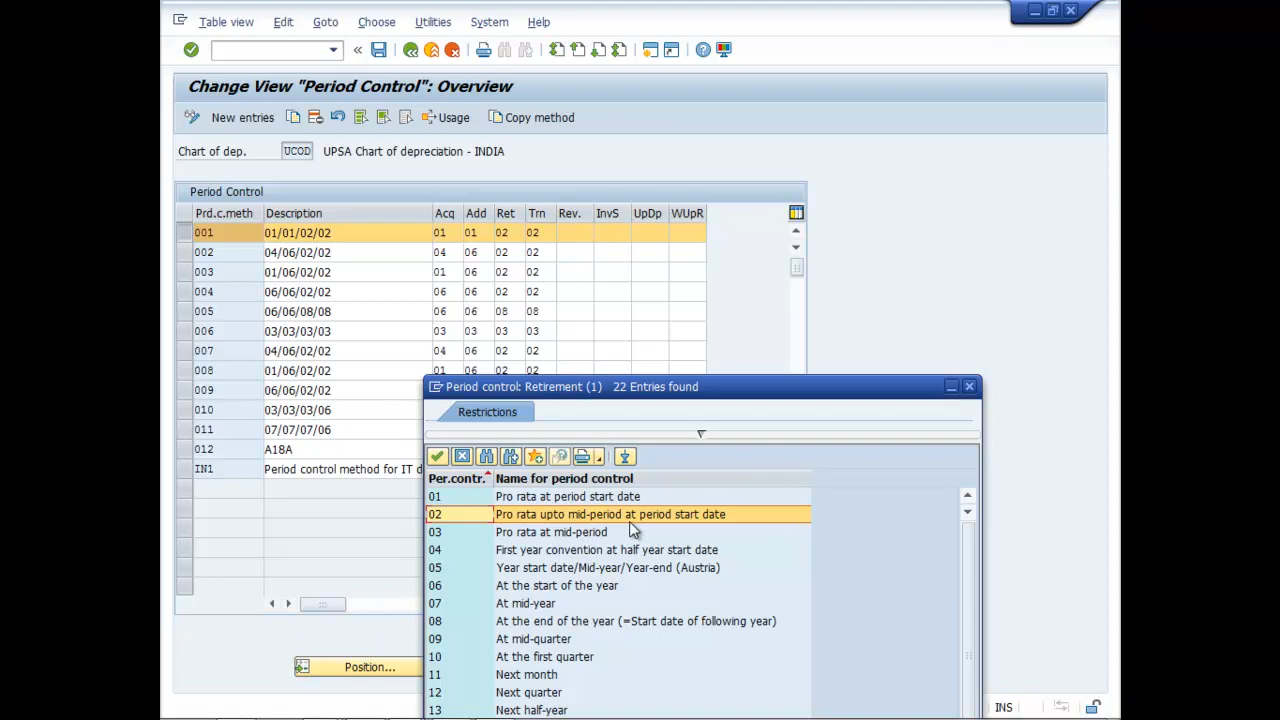 Table view Edit Goto Choose Utilities System Help
Change View "Period Control": Overview
New entries Usage Copy method
Chart of dep. UCOD UPSA Chart of depreciation - INDIA
Period Control
Prd.c.meth Description Acq Add Ret Trn Rev. InvS UpDp WUpR
001 01/01/02/02 01 01 02 02
002 04/06/02/02 04 06 02 02
003 01/06/02/02 01 06 02 02
004 06/06/02/02 06 06 02 02
005 06/06/08/08 06 06 08 08
006 03/03/03/03 03 03 03 03
007 04/06/02/02 04 06 02 02
008 01/06/02/02 01 06 02 02
009 06/06/02/02
010 03/03/03/06
011 07/07/07/06
012 A18A
IN1 Period control method for IT d
Position...
Period control: Retirement (1) 22 Entries found
Restrictions
Per.contr. Name for period control
01 Pro rata at period start date
02 Pro rata upto mid-period at period start date
03 Pro rata at mid-period
04 First year convention at half year start date
05 Year start date/Mid-year/Year-end (Austria)
06 At the start of the year
07 At mid-year
08 At the end of the year (=Start date of following year)
09 At mid-quarter
10 At the first quarter
11 Next month
12 Next quarter
13 Next half-year
INS